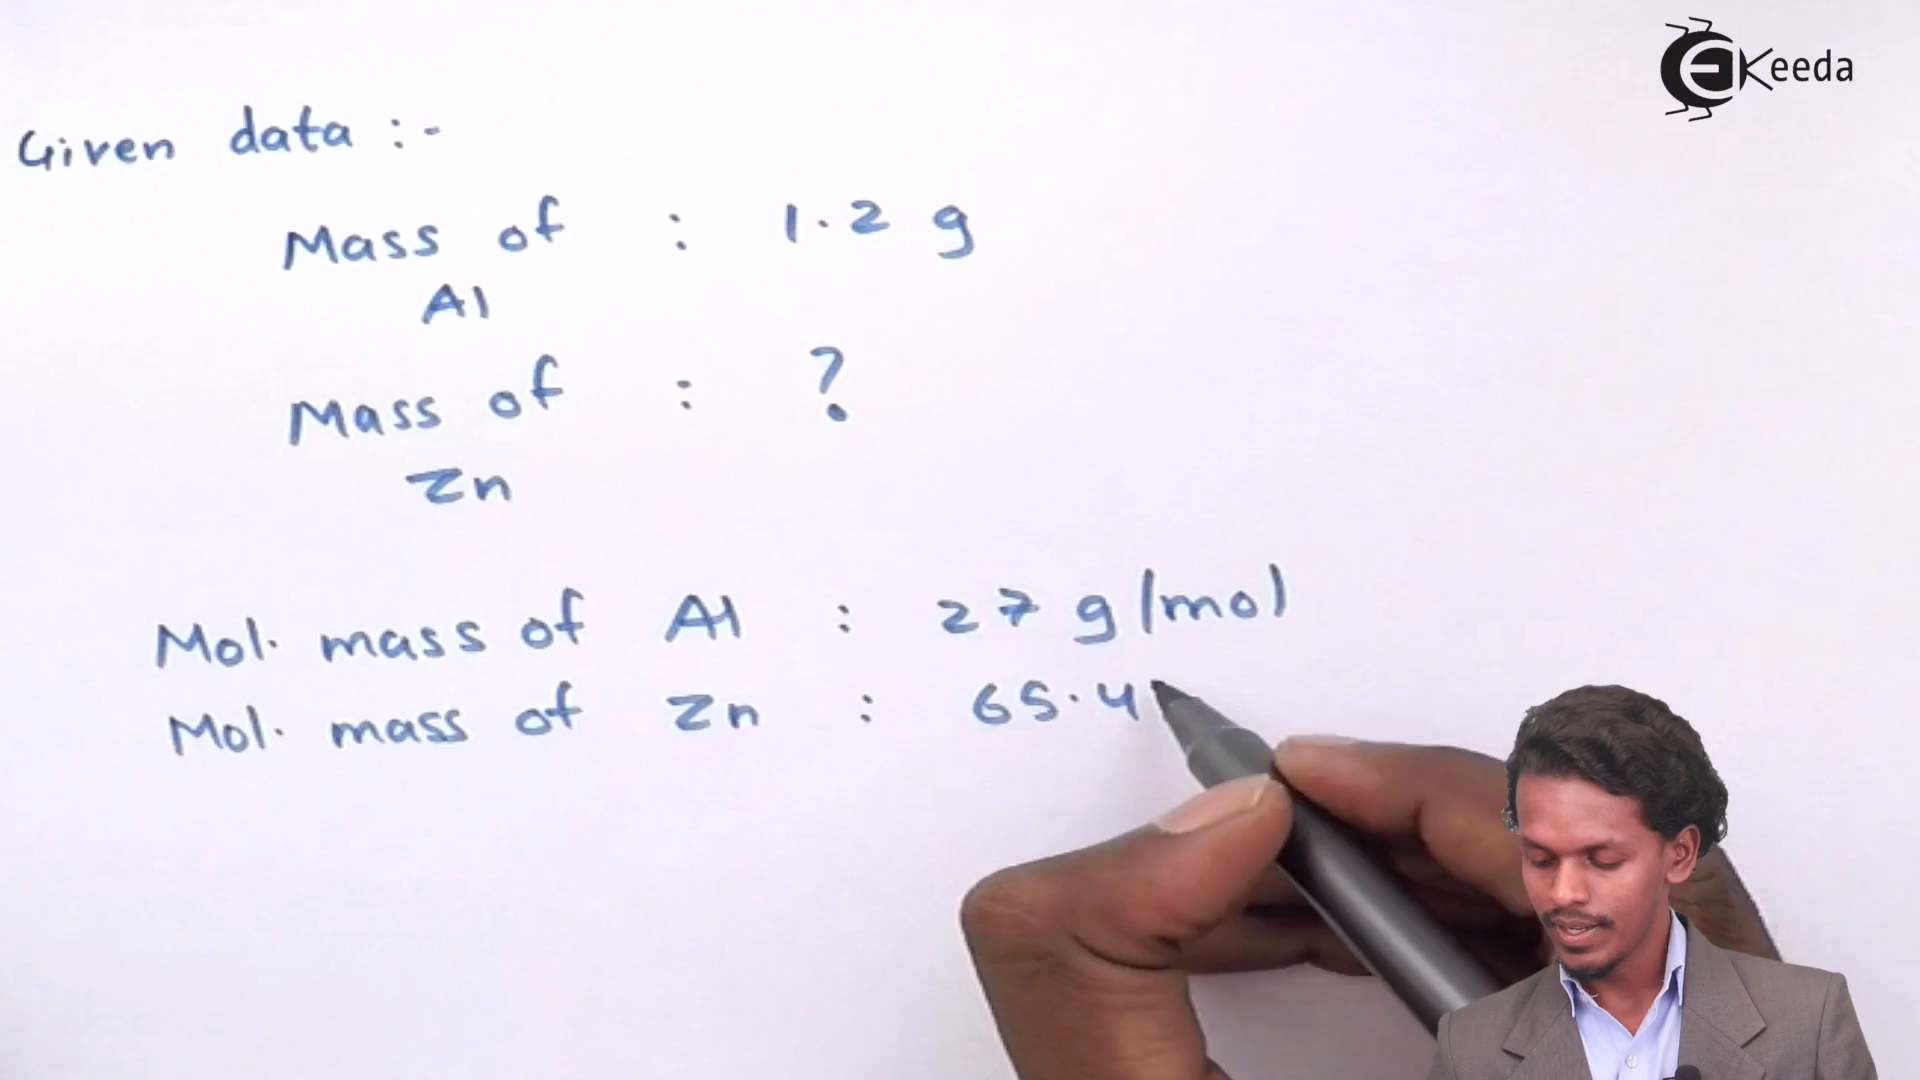 Keeda
Given data :-
Mass of : 1.2 g
Al
Mass of : ?
Zn
Mol. mass of Al : 27 g/mol
Mol. mass of Zn : 65.4